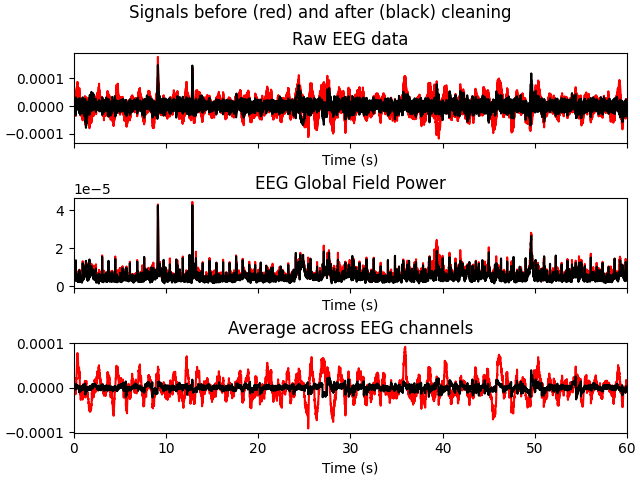 Signals before (red) and after (black) cleaning
Raw EEG data
0.0001
0.0000
−0.0001
Time (s)
EEG Global Field Power
1e−5
4
2
0
Time (s)
Average across EEG channels
0.0001
0.0000
−0.0001
0 10 20 30 40 50 60
Time (s)